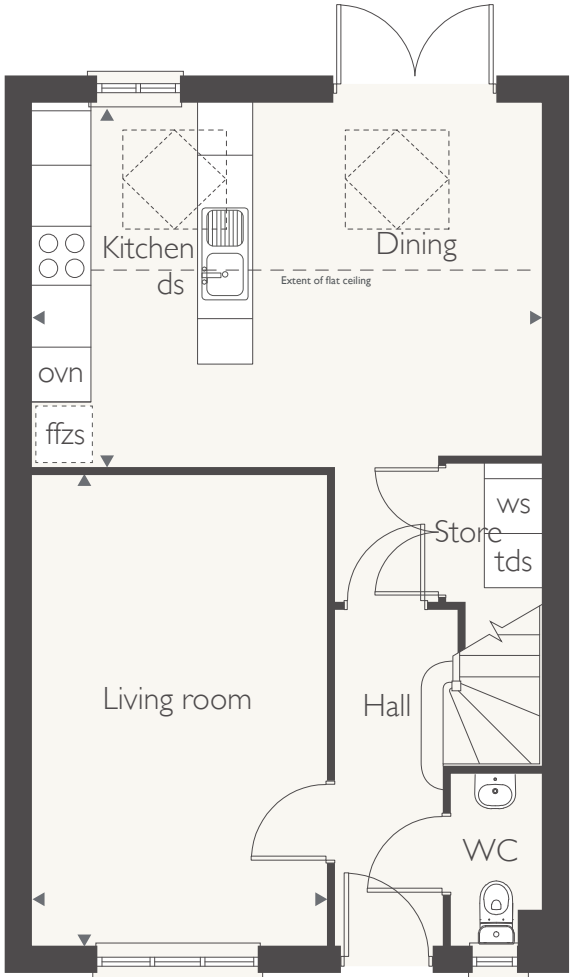 Kitchen
Dining
ds
Extent of flat ceiling
ovn
ffzs
ws
Store
tds
Living room
Hall
WC